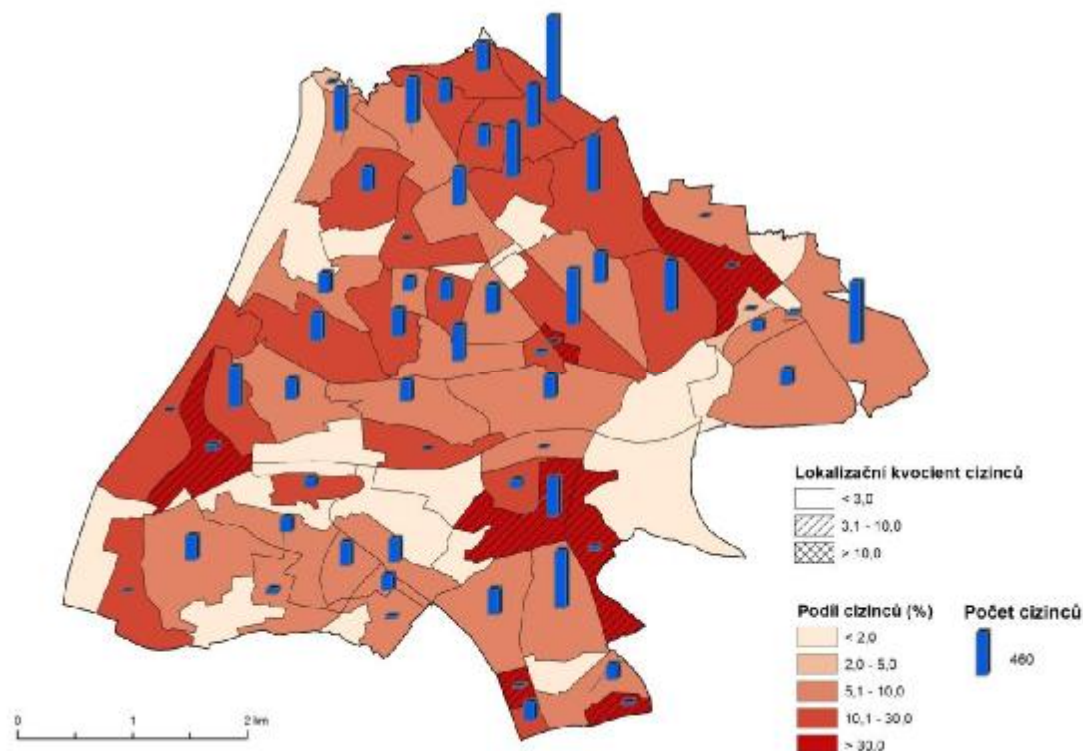 Lokalizační kvocient cizinců
< 3,0
3,1 - 10,0
> 10,0
Podíl cizinců (%)
< 2,0
2,0 - 5,0
5,1 - 10,0
10,1 - 30,0
> 30,0
Počet cizinců
460
0 1 2 km